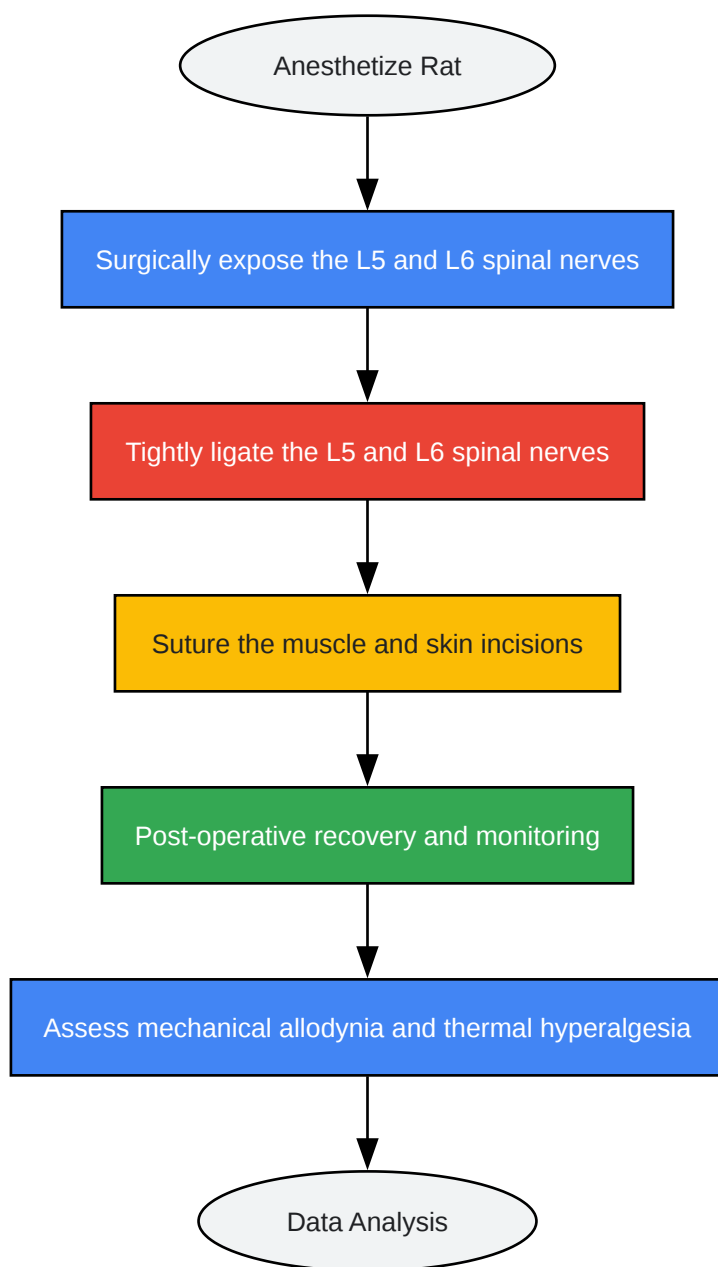 Anesthetize Rat
Surgically expose the L5 and L6 spinal nerves
Tightly ligate the L5 and L6 spinal nerves
Suture the muscle and skin incisions
Post-operative recovery and monitoring
Assess mechanical allodynia and thermal hyperalgesia
Data Analysis